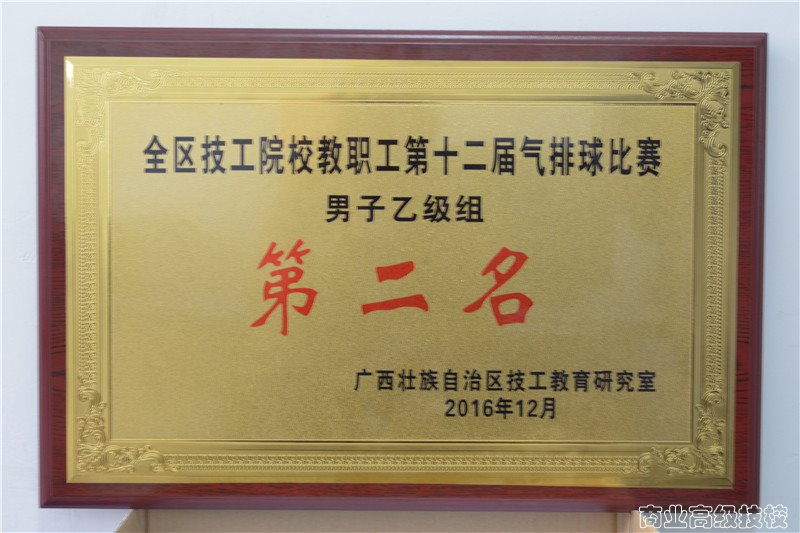 全区技工院校教职工第十二届气排球比赛
男子乙级组
第二名
广西壮族自治区技工教育研究室
2016年12月
商业高级技校